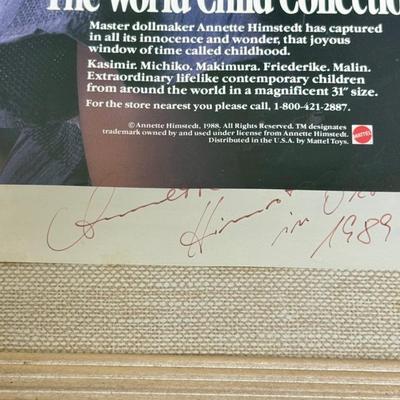 The World Child Collectio
Master dollmaker Annette Himstedt has captured
in all its innocence and wonder, that joyous
window of time called childhood.
Kasimir. Michiko. Makimura. Friederike. Malin.
Extraordinary lifelike contemporary children
from around the world in a magnificent 31" size.
For the store nearest you please call, 1-800-421-2887.
©Annette Himstedt, 1988. All Rights Reserved. TM designates
trademark owned by and used under license from Annette Himstedt.
Distributed in the U.S.A. by Mattel Toys.
MATTEL
Annette
in
1989